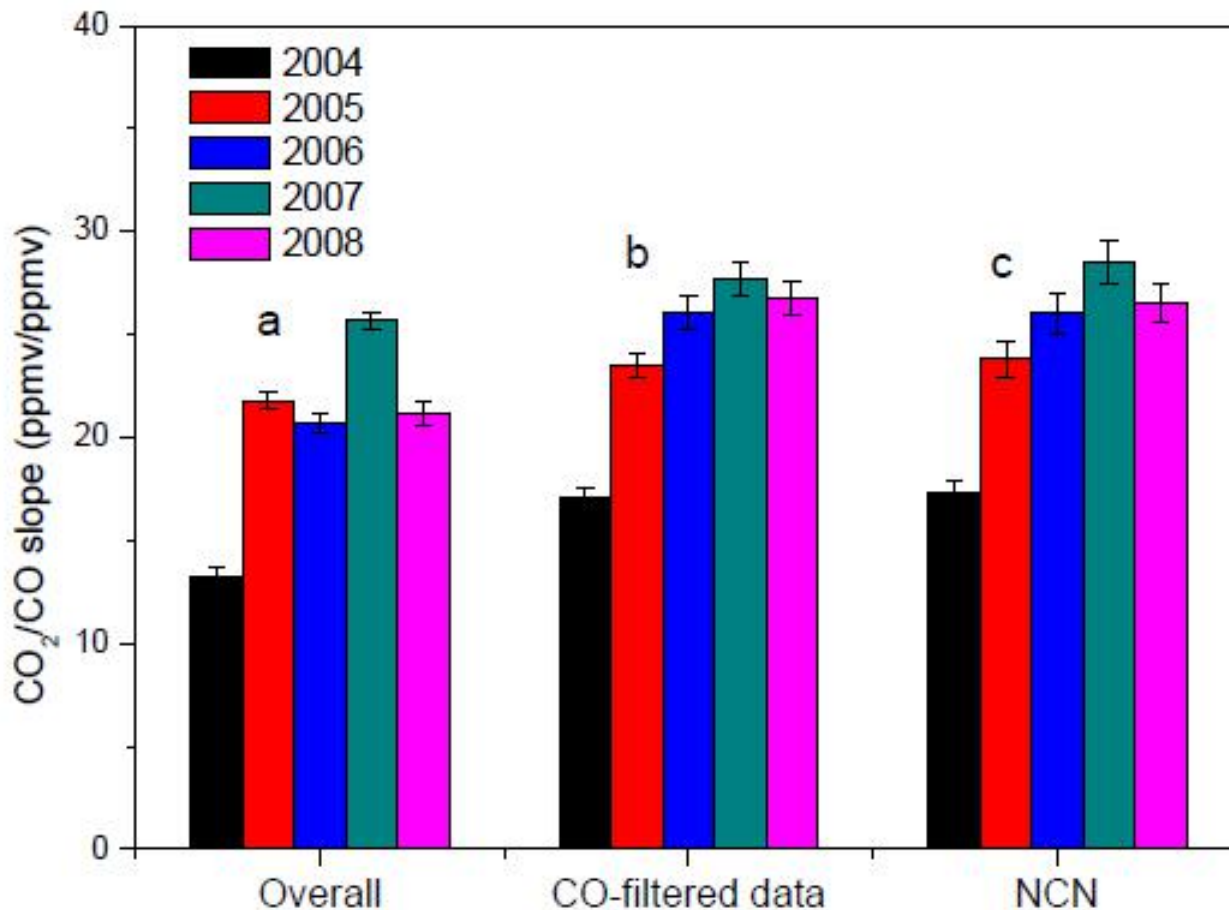 40
30
20
10
0
CO₂/CO slope (ppmv/ppmv)
2004
2005
2006
2007
2008
a
b
c
Overall
CO-filtered data
NCN